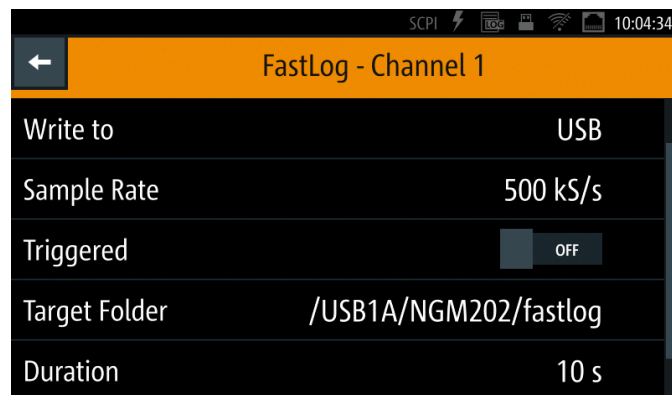 SCPI LOG 10:04:34
FastLog - Channel 1
Write to USB
Sample Rate 500 kS/s
Triggered OFF
Target Folder /USB1A/NGM202/fastlog
Duration 10 s